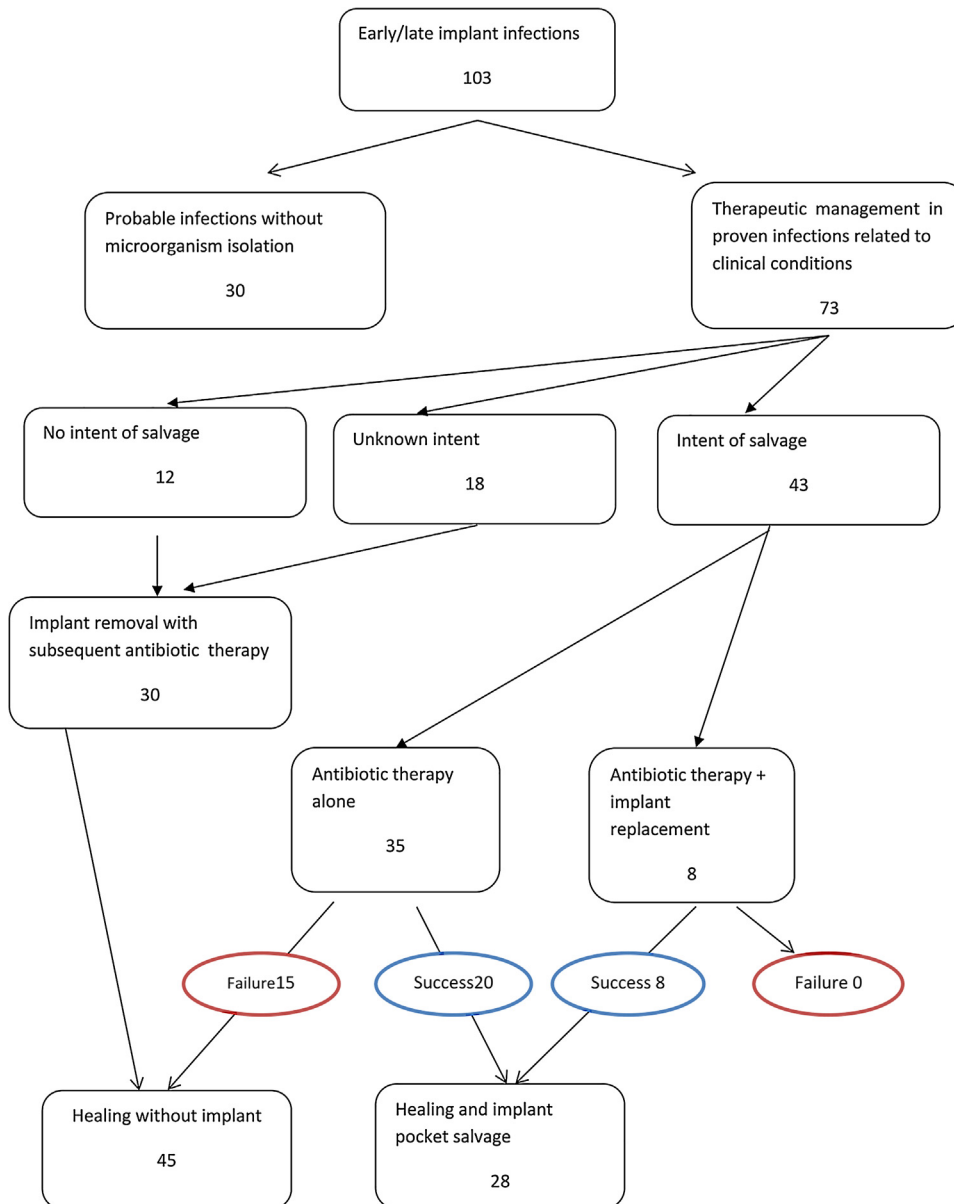 Early/late implant infections
103
Probable infections without
microorganism isolation
30
Therapeutic management in
proven infections related to
clinical conditions
73
No intent of salvage
12
Unknown intent
18
Intent of salvage
43
Implant removal with
subsequent antibiotic therapy
30
Antibiotic therapy
alone
35
Antibiotic therapy +
implant
replacement
8
Failure15
Success20
Success 8
Failure 0
Healing without implant
45
Healing and implant
pocket salvage
28